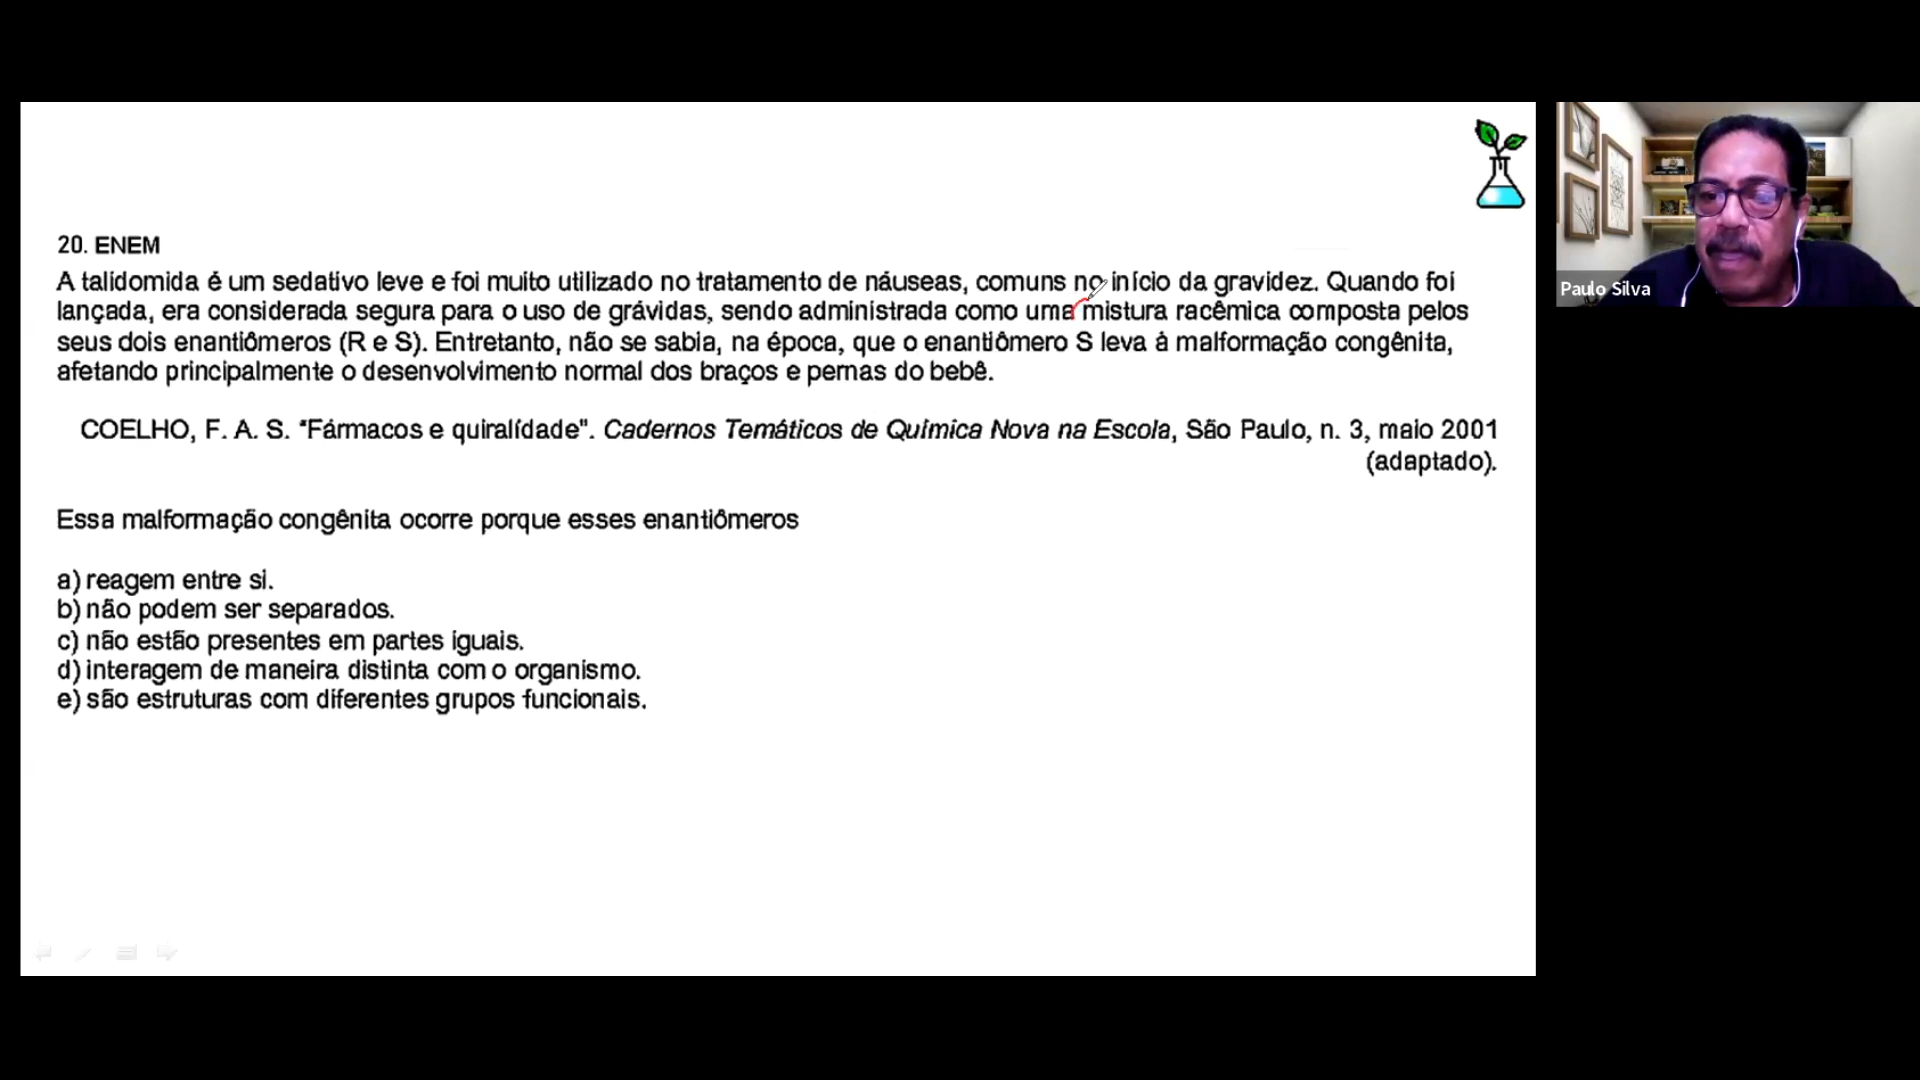 20. ENEM
A talidomida é um sedativo leve e foi muito utilizado no tratamento de náuseas, comuns no início da gravidez. Quando foi
lançada, era considerada segura para o uso de grávidas, sendo administrada como uma mistura racêmica composta pelos
seus dois enantiômeros (R e S). Entretanto, não se sabia, na época, que o enantiômero S leva à malformação congênita,
afetando principalmente o desenvolvimento normal dos braços e pernas do bebê.
COELHO, F. A. S. "Fármacos e quiralidade". Cadernos Temáticos de Química Nova na Escola, São Paulo, n. 3, maio 2001
(adaptado).
Essa malformação congênita ocorre porque esses enantiômeros
a) reagem entre si.
b) não podem ser separados.
c) não estão presentes em partes iguais.
d) interagem de maneira distinta com o organismo.
e) são estruturas com diferentes grupos funcionais.
Paulo Silva